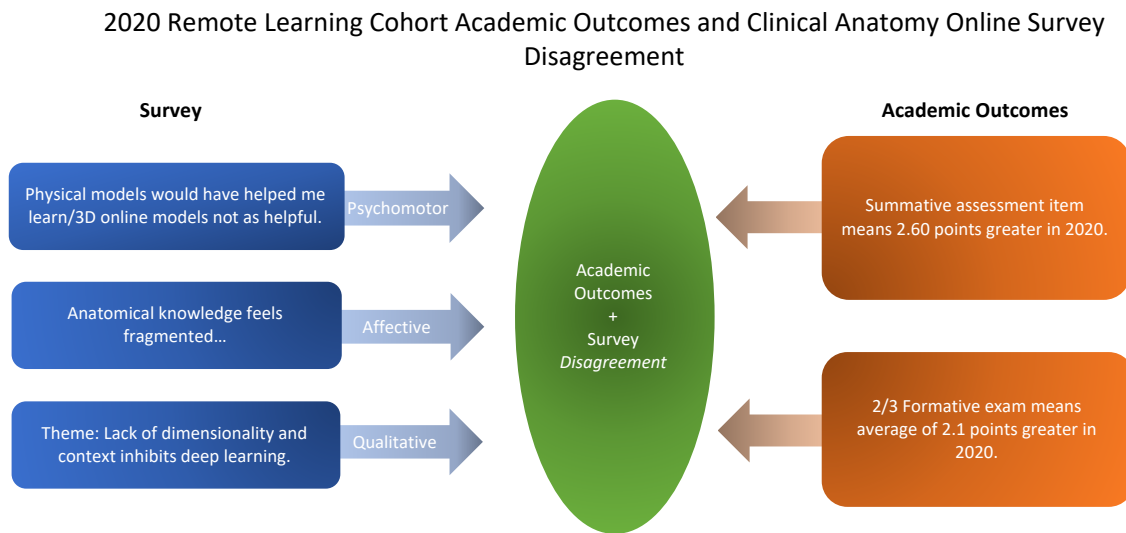 2020 Remote Learning Cohort Academic Outcomes and Clinical Anatomy Online Survey
Disagreement
Survey
Physical models would have helped me
learn/3D online models not as helpful.
Psychomotor
Anatomical knowledge feels
fragmented…
Affective
Theme: Lack of dimensionality and
context inhibits deep learning.
Qualitative
Academic
Outcomes
+
Survey
Disagreement
Academic Outcomes
Summative assessment item
means 2.60 points greater in 2020.
2/3 Formative exam means
average of 2.1 points greater in
2020.